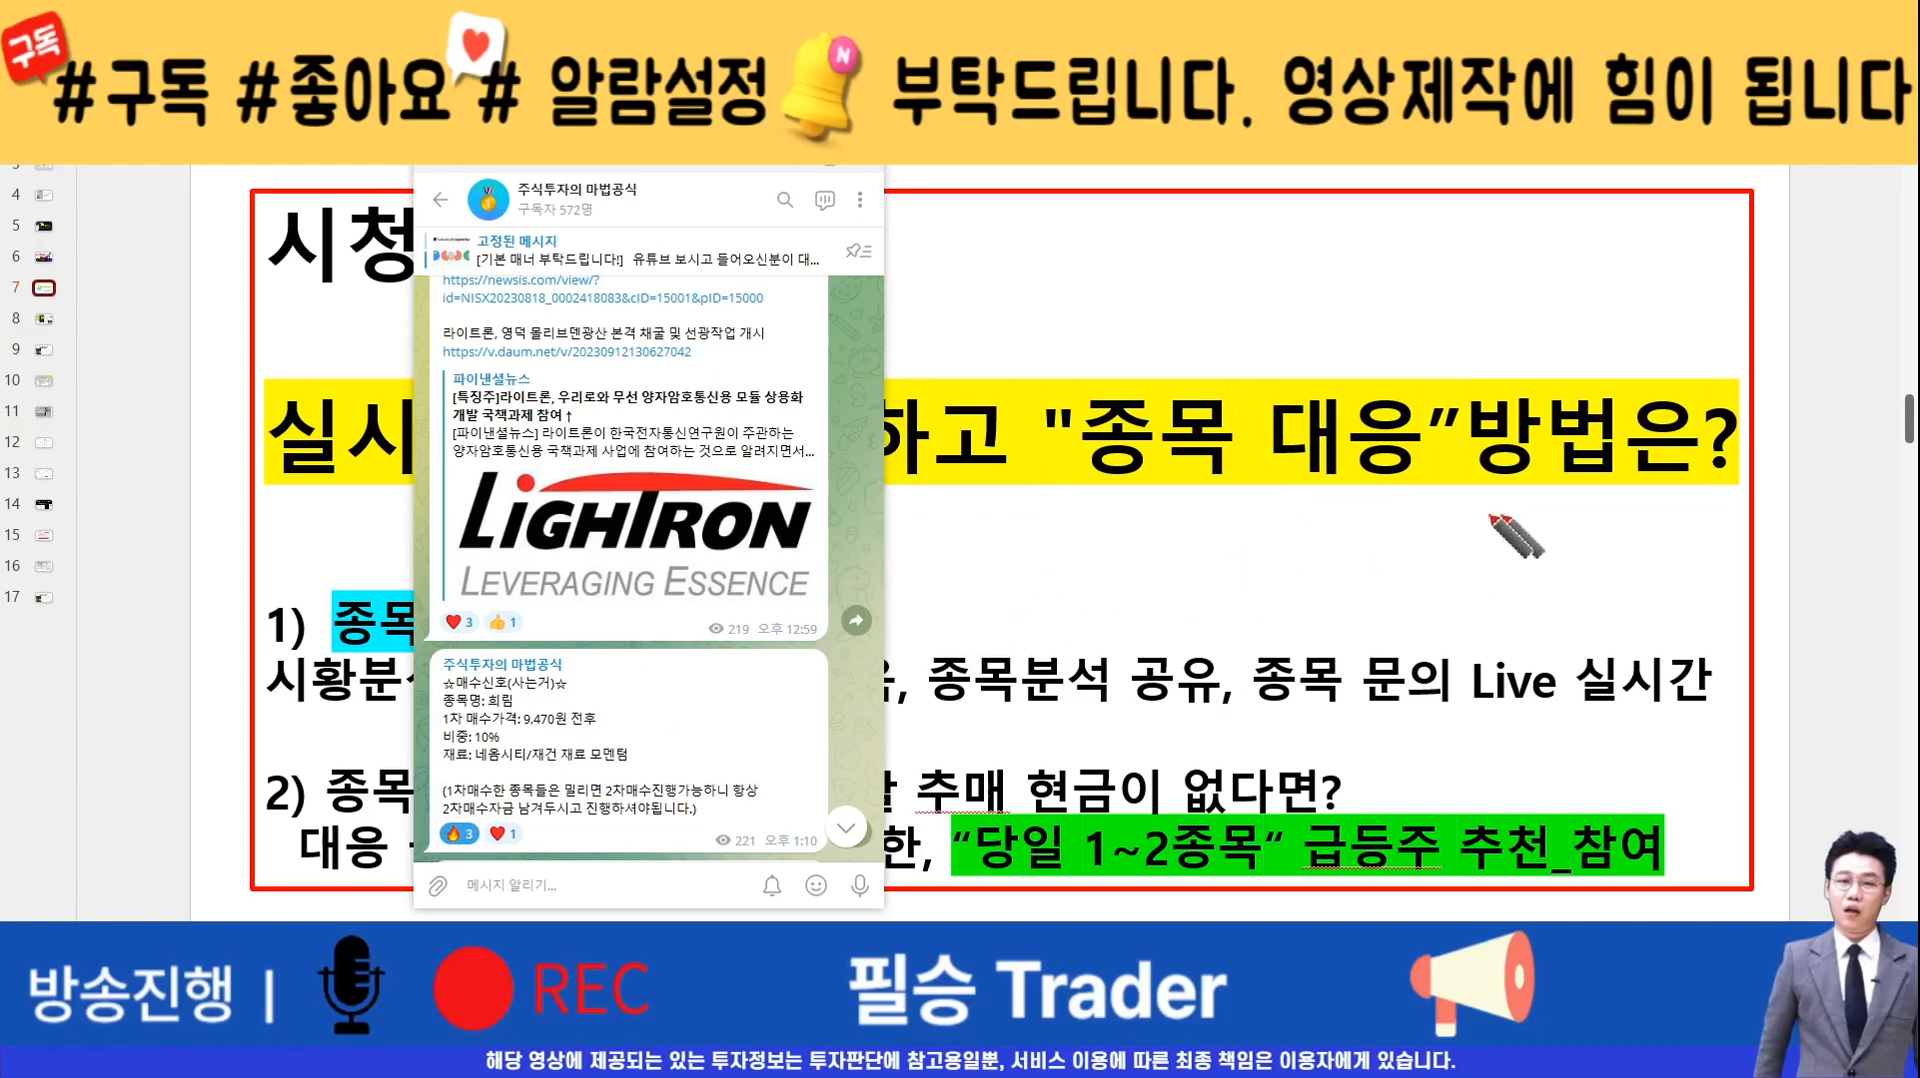 구독
#구독 #좋아요 # 알람설정 N 부탁드립니다. 영상제작에 힘이 됩니다
4
5
6
7
8
9
10
11
12
13
14
15
16
17
시청
실시
하고 "종목 대응”방법은?
1) 종목
시황분
, 종목분석 공유, 종목 문의 Live 실시간
2) 종목
추매 현금이 없다면?
대응
한, “당일 1~2종목“ 급등주 추천_참여
주식투자의 마법공식
구독자 572명
고정된 메시지
[기본 매너 부탁드립니다!] 유튜브 보시고 들어오신분이 대...
https://newsis.com/view/?
id=NISX20230818_0002418083&cID=15001&pID=15000
라이트론, 영덕 몰리브덴광산 본격 채굴 및 선광작업 개시
https://v.daum.net/v/20230912130627042
파이낸셜뉴스
[특징주]라이트론, 우리로와 무선 양자암호통신용 모듈 상용화
개발 국책과제 참여↑
[파이낸셜뉴스] 라이트론이 한국전자통신연구원이 주관하는
양자암호통신용 국책과제 사업에 참여하는 것으로 알려지면서...
LIGHTRON
LEVERAGING ESSENCE
3 1
219 오후 12:59
주식투자의 마법공식
☆매수신호(사는거)☆
종목명: 희림
1차 매수가격: 9,470원 전후
비중: 10%
재료: 네옴시티/재건 재료 모멘텀
(1차매수한 종목들은 밀리면 2차매수진행가능하니 항상
2차매수자금 남겨두시고 진행하셔야됩니다.)
3 1
221 오후 1:10
메시지 알리기...
방송진행 | REC 필승 Trader
해당 영상에 제공되는 있는 투자정보는 투자판단에 참고용일뿐, 서비스 이용에 따른 최종 책임은 이용자에게 있습니다.